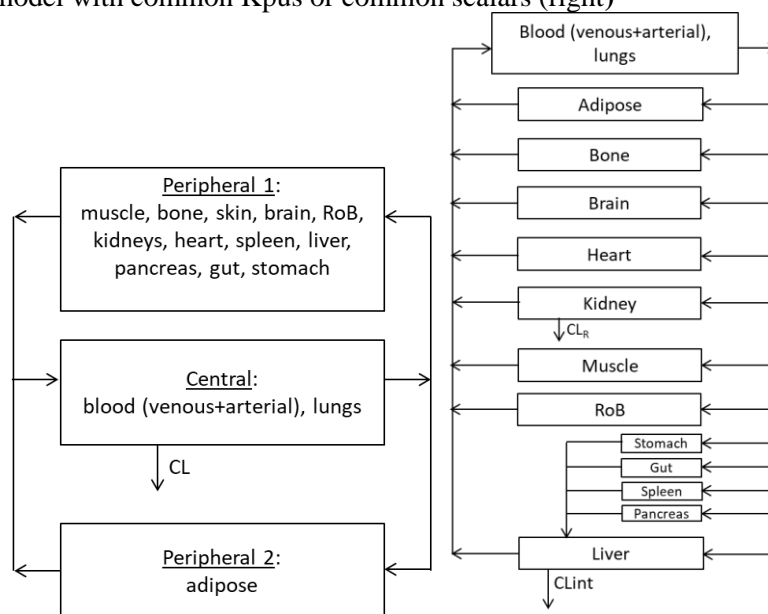 model with common Kpus or common scalars (right)
Peripheral 1:
muscle, bone, skin, brain, RoB,
kidneys, heart, spleen, liver,
pancreas, gut, stomach
Central:
blood (venous+arterial), lungs
CL
Peripheral 2:
adipose
Blood (venous+arterial),
lungs
Adipose
Bone
Brain
Heart
Kidney
CLR
Muscle
RoB
Stomach
Gut
Spleen
Pancreas
Liver
CLint